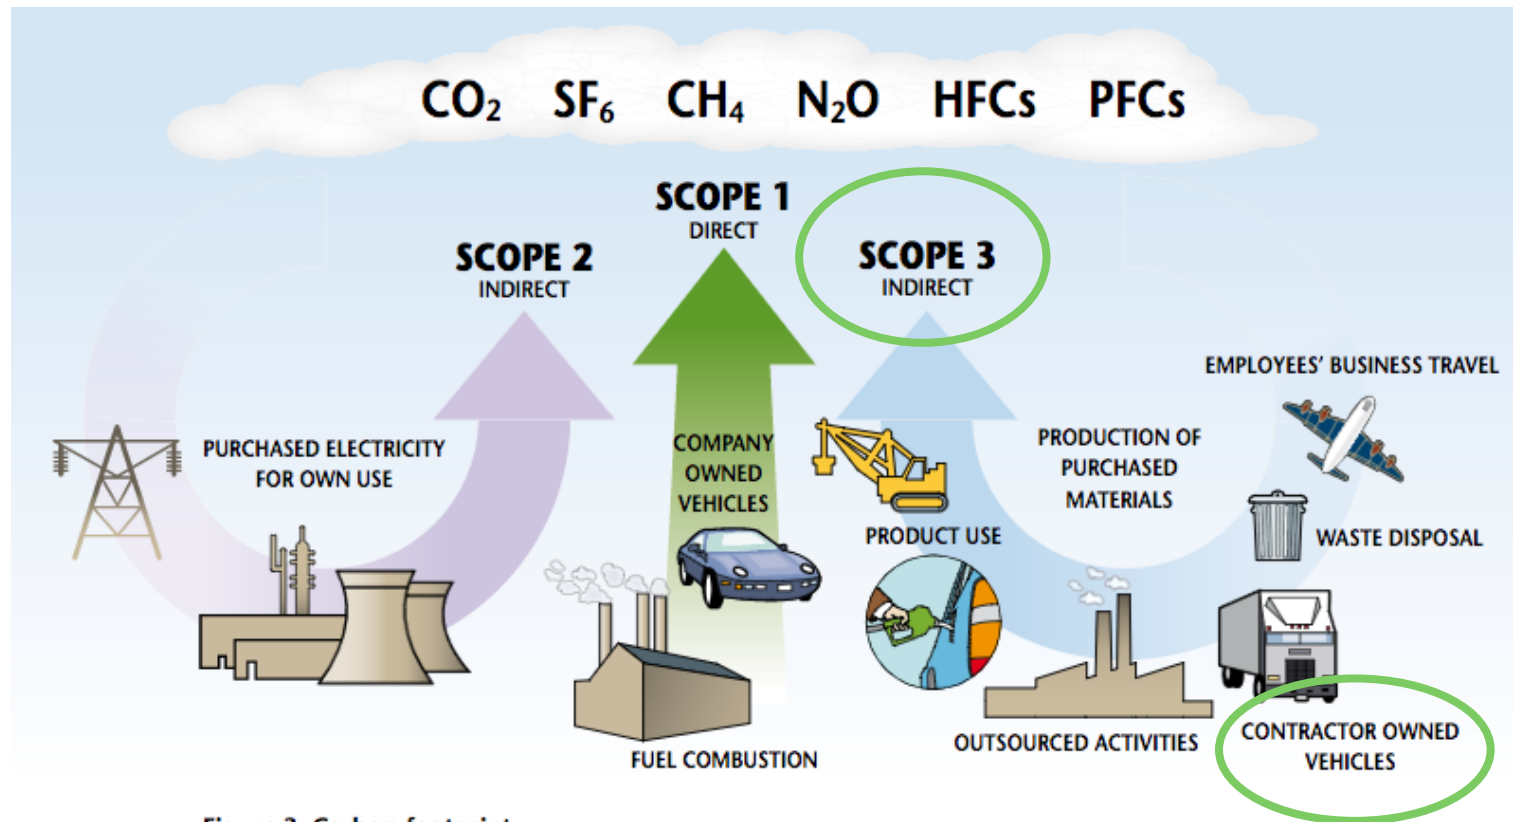 CO₂ SF₆ CH₄ N₂O HFCs PFCs
SCOPE 1
DIRECT
SCOPE 2
INDIRECT
SCOPE 3
INDIRECT
EMPLOYEES' BUSINESS TRAVEL
PURCHASED ELECTRICITY
FOR OWN USE
COMPANY
OWNED
VEHICLES
PRODUCTION OF
PURCHASED
MATERIALS
PRODUCT USE
WASTE DISPOSAL
FUEL COMBUSTION
OUTSOURCED ACTIVITIES
CONTRACTOR OWNED
VEHICLES